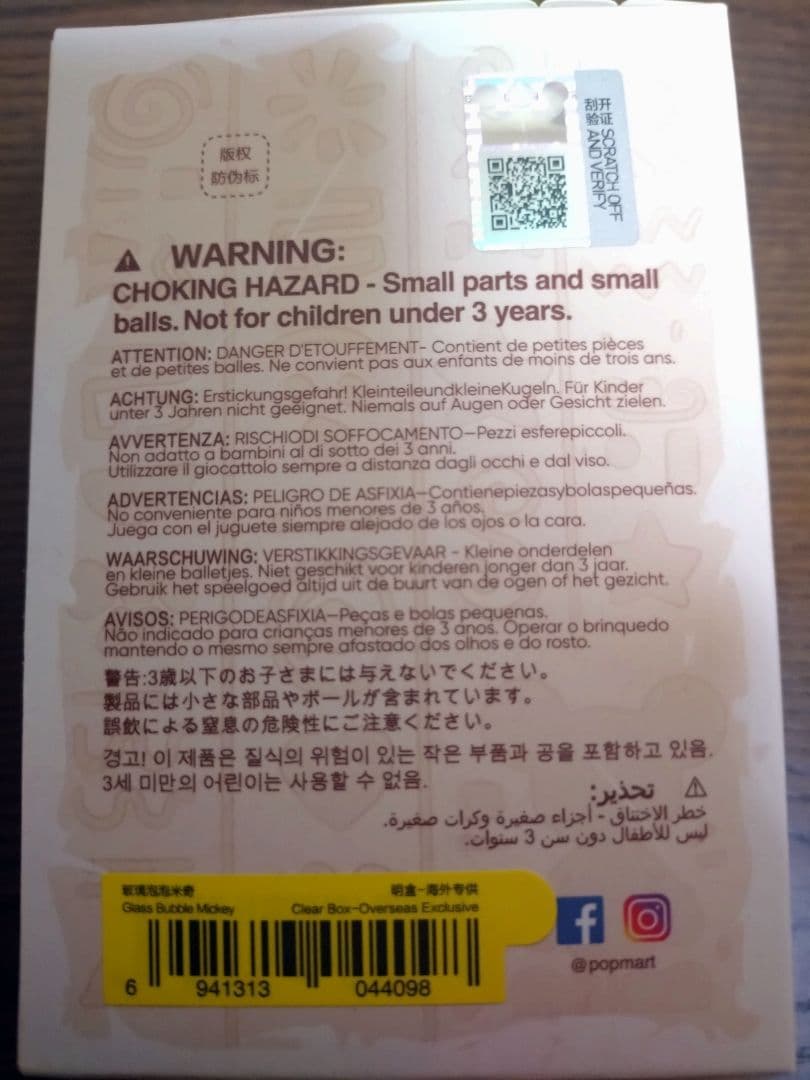 版权
防伪标
刮开
验证
SCRATCH OFF
AND VERIFY
WARNING:
CHOKING HAZARD - Small parts and small
balls. Not for children under 3 years.
ATTENTION: DANGER D'ETOUFFEMENT- Contient de petites pièces
et de petites balles. Ne convient pas aux enfants de moins de trois ans.
ACHTUNG: Erstickungsgefahr! KleinteileundkleineKugeln. Für Kinder
unter 3 Jahren nicht geeignet. Niemals auf Augen oder Gesicht zielen.
AVVERTENZA: RISCHIODI SOFFOCAMENTO—Pezzi esferepiccoli.
Non adatto a bambini al di sotto dei 3 anni.
Utilizzare il giocattolo sempre a distanza dagli occhi e dal viso.
ADVERTENCIAS: PELIGRO DE ASFIXIA—Contienepiezasybolaspequeñas.
No conveniente para niños menores de 3 años.
Juega con el juguete siempre alejado de los ojos o la cara.
WAARSCHUWING: VERSTIKKINGSGEVAAR - Kleine onderdelen
en kleine balletjes. Niet geschikt voor kinderen jonger dan 3 jaar.
Gebruik het speelgoed altijd uit de buurt van de ogen of het gezicht.
AVISOS: PERIGODEASFIXIA—Peças e bolas pequenas.
Não indicado para crianças menores de 3 anos. Operar o brinquedo
mantendo o mesmo sempre afastado dos olhos e do rosto.
警告:3歳以下のお子さまには与えないでください。
製品には小さな部品やボールが含まれています。
誤飲による窒息の危険性にご注意ください。
경고! 이 제품은 질식의 위험이 있는 작은 부품과 공을 포함하고 있음.
3세 미만의 어린이는 사용할 수 없음.
تحذير:
خطر الاختناق - أجزاء صغيرة وكرات صغيرة.
ليس للأطفال دون سن 3 سنوات.
玻璃泡泡米奇 明盒-海外专供
Glass Bubble Mickey Clear Box-Overseas Exclusive
6 941313 044098
@popmart